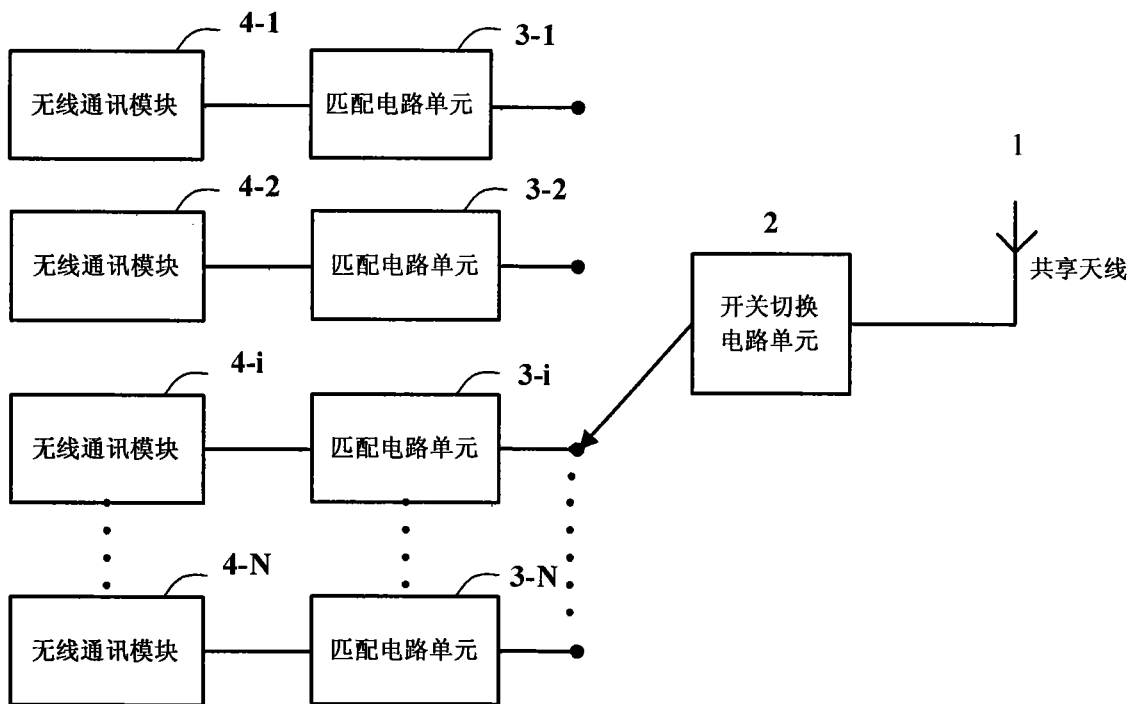 4-1
3-1
无线通讯模块
匹配电路单元
1
4-2
3-2
无线通讯模块
匹配电路单元
2
共享天线
开关切换
电路单元
4-i
3-i
无线通讯模块
匹配电路单元
4-N
3-N
无线通讯模块
匹配电路单元